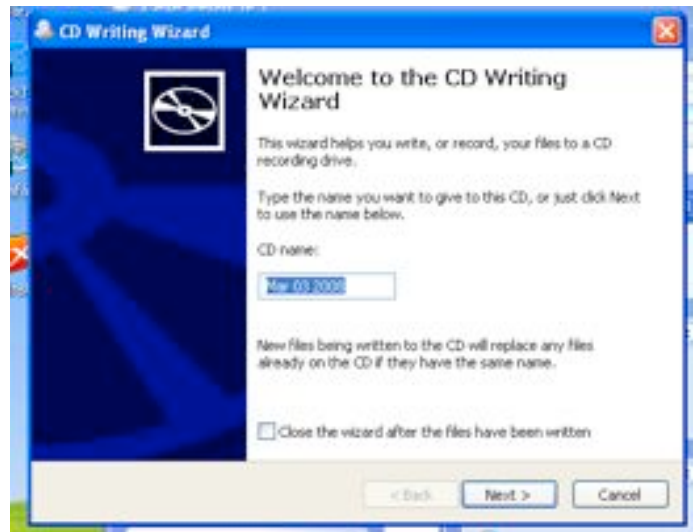 CD Writing Wizard
Welcome to the CD Writing
Wizard
This wizard helps you write, or record, your files to a CD
recording drive.
Type the name you want to give to this CD, or just click Next
to use the name below.
CD name:
Mar 03 2008
New files being written to the CD will replace any files
already on the CD if they have the same name.
Close the wizard after the files have been written
< Back Next > Cancel